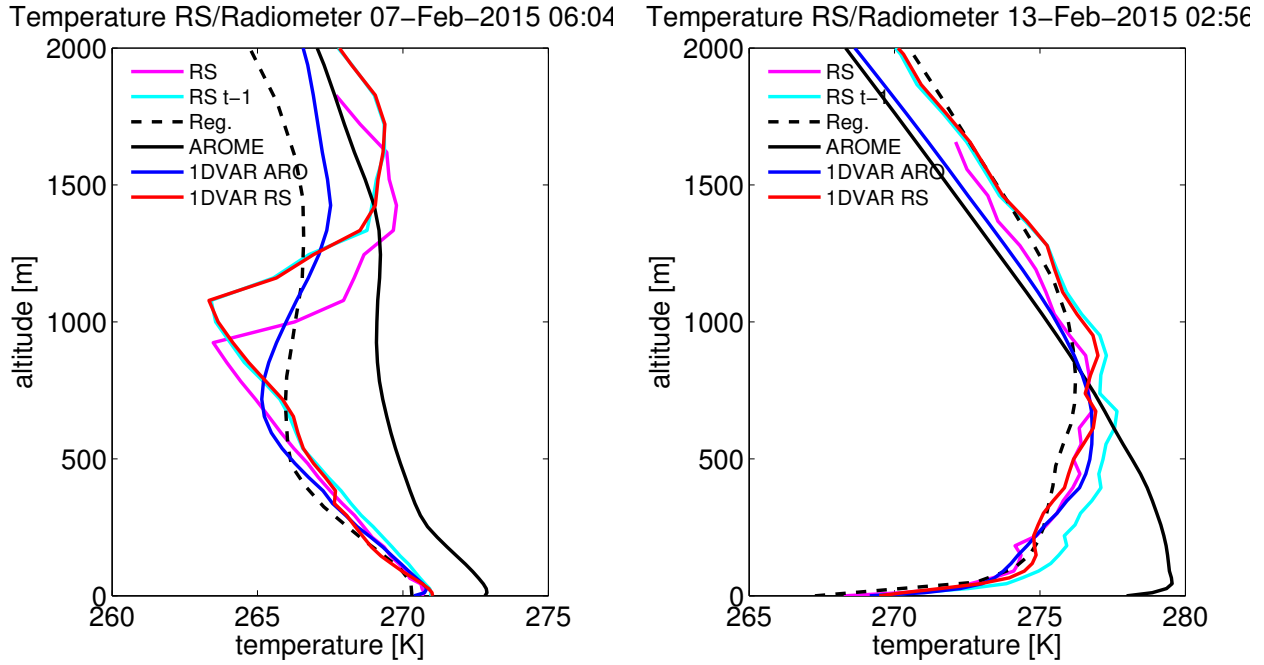 Temperature RS/Radiometer 07−Feb−2015 06:04
2000
1500
1000
500
0
altitude [m]
RS
RS t−1
Reg.
AROME
1DVAR ARO
1DVAR RS
260
265
270
275
temperature [K]
Temperature RS/Radiometer 13−Feb−2015 02:56
2000
1500
1000
500
0
altitude [m]
RS
RS t−1
Reg.
AROME
1DVAR ARO
1DVAR RS
265
270
275
280
temperature [K]